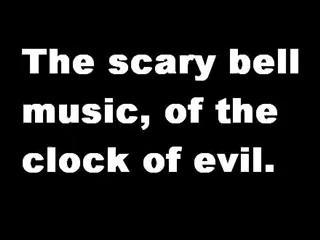 The scary bell
music, of the
clock of evil.